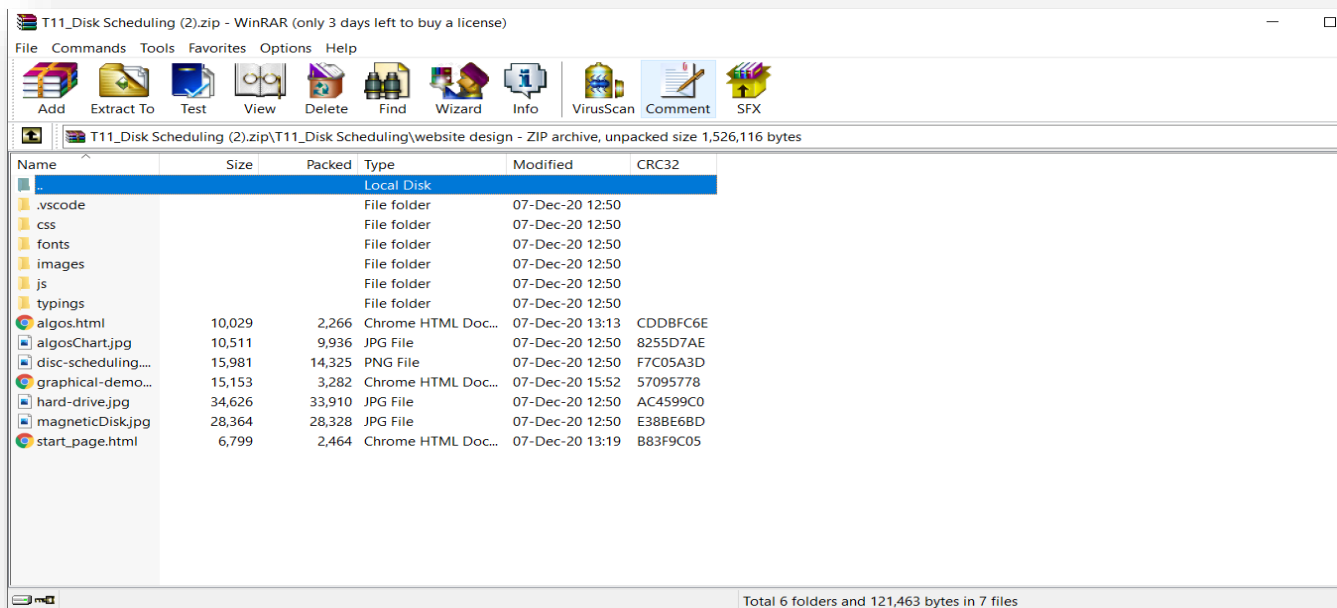 T11_Disk Scheduling (2).zip - WinRAR (only 3 days left to buy a license)
File Commands Tools Favorites Options Help
Add Extract To Test View Delete Find Wizard Info VirusScan Comment SFX
T11_Disk Scheduling (2).zip\T11_Disk Scheduling\website design - ZIP archive, unpacked size 1,526,116 bytes
Name Size Packed Type Modified CRC32
.. Local Disk
.vscode File folder 07-Dec-20 12:50
css File folder 07-Dec-20 12:50
fonts File folder 07-Dec-20 12:50
images File folder 07-Dec-20 12:50
js File folder 07-Dec-20 12:50
typings File folder 07-Dec-20 12:50
algos.html 10,029 2,266 Chrome HTML Doc... 07-Dec-20 13:13 CDDBFC6E
algosChart.jpg 10,511 9,936 JPG File 07-Dec-20 12:50 8255D7AE
disc-scheduling.... 15,981 14,325 PNG File 07-Dec-20 12:50 F7C05A3D
graphical-demo... 15,153 3,282 Chrome HTML Doc... 07-Dec-20 15:52 57095778
hard-drive.jpg 34,626 33,910 JPG File 07-Dec-20 12:50 AC4599C0
magneticDisk.jpg 28,364 28,328 JPG File 07-Dec-20 12:50 E38BE6BD
start_page.html 6,799 2,464 Chrome HTML Doc... 07-Dec-20 13:19 B83F9C05
Total 6 folders and 121,463 bytes in 7 files